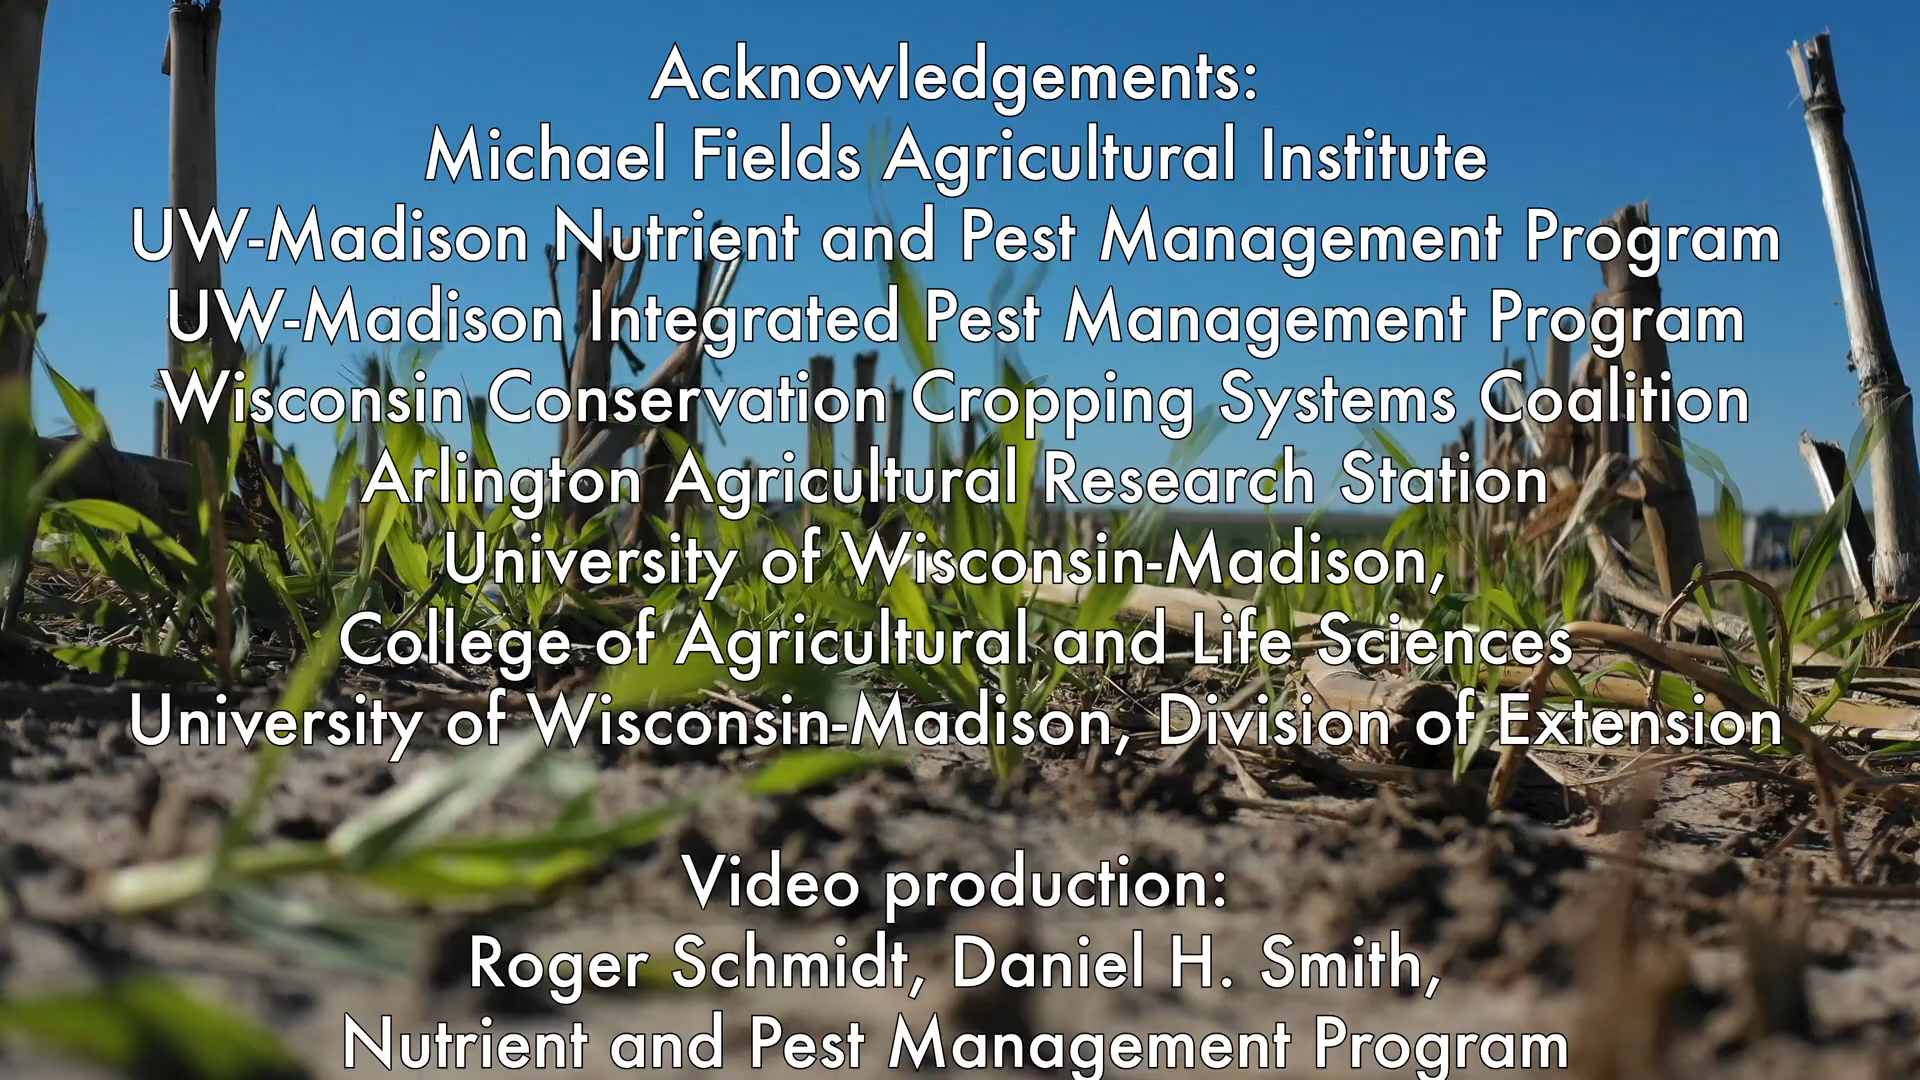 Acknowledgements:
Michael Fields Agricultural Institute
UW-Madison Nutrient and Pest Management Program
UW-Madison Integrated Pest Management Program
Wisconsin Conservation Cropping Systems Coalition
Arlington Agricultural Research Station
University of Wisconsin-Madison,
College of Agricultural and Life Sciences
University of Wisconsin-Madison, Division of Extension
Video production:
Roger Schmidt, Daniel H. Smith,
Nutrient and Pest Management Program